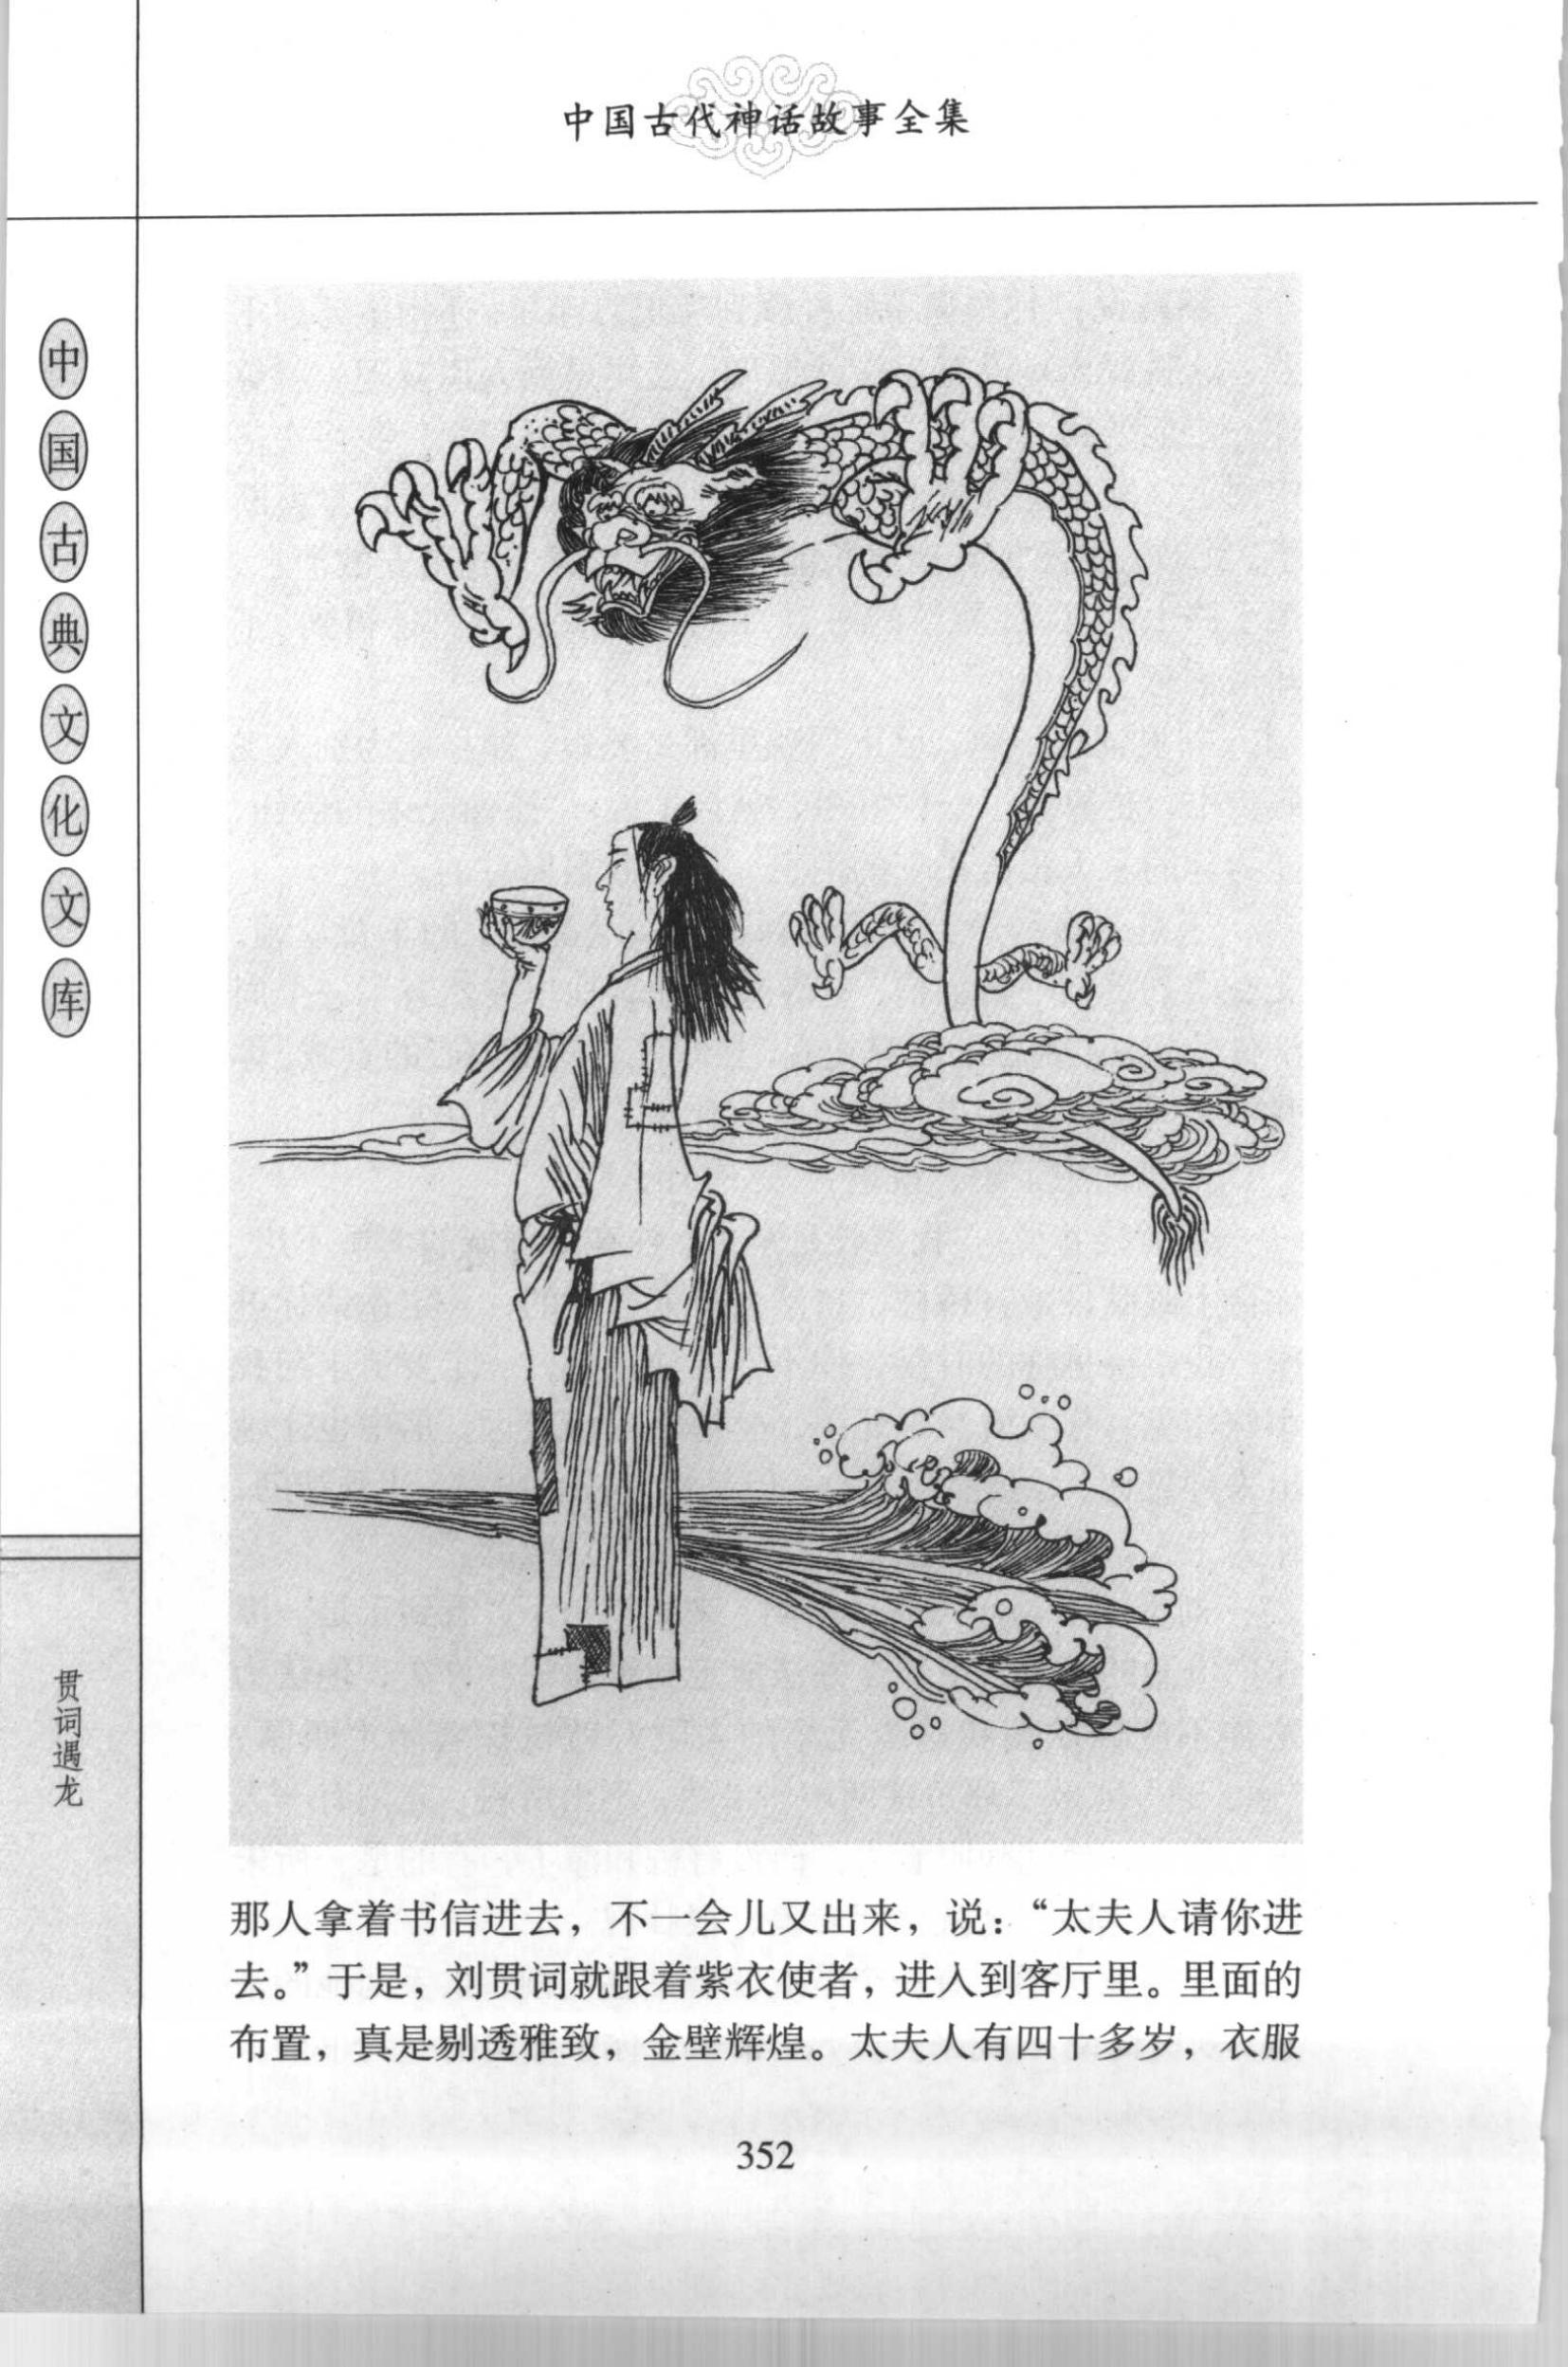 中国古代神话故事全集
中国古典文化文库
贯词遇龙
那人拿着书信进去，不一会儿又出来，说：“太夫人请你进
去。”于是，刘贯词就跟着紫衣使者，进入到客厅里。里面的
布置，真是剔透雅致，金壁辉煌。太夫人有四十多岁，衣服
352